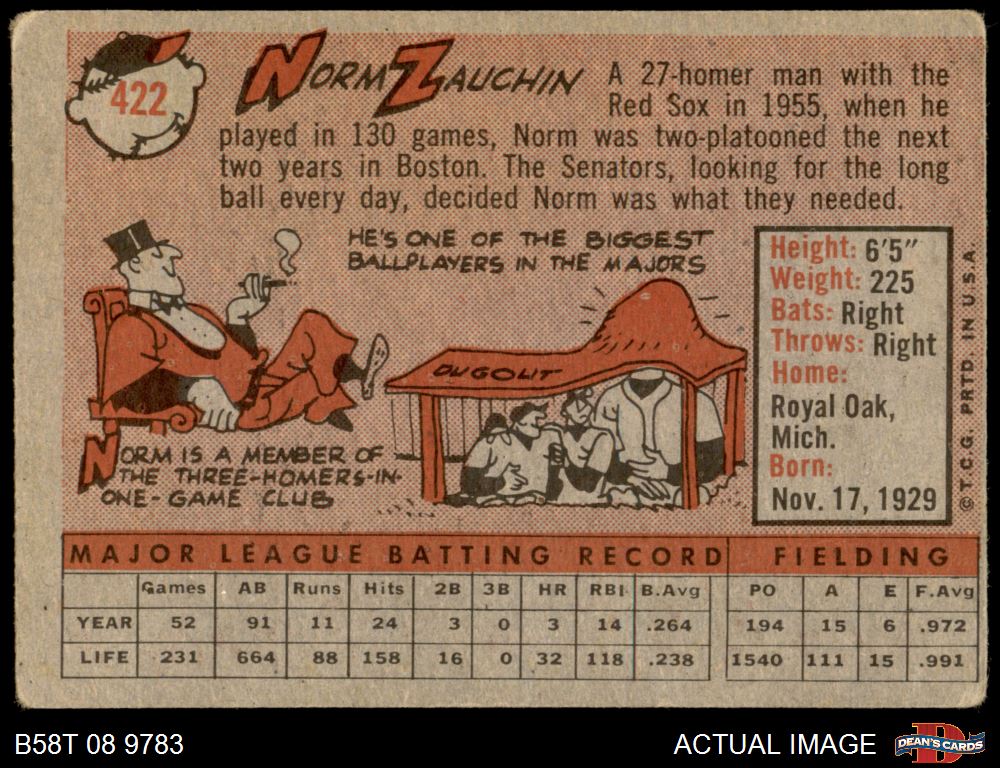 422
NORM ZAUCHIN
A 27-homer man with the
Red Sox in 1955, when he
played in 130 games, Norm was two-platooned the next
two years in Boston. The Senators, looking for the long
ball every day, decided Norm was what they needed.
HE'S ONE OF THE BIGGEST
BALLPLAYERS IN THE MAJORS
DUGOUT
NORM IS A MEMBER OF
THE THREE-HOMERS-IN-
ONE-GAME CLUB
Height: 6'5"
Weight: 225
Bats: Right
Throws: Right
Home:
Royal Oak,
Mich.
Born:
Nov. 17, 1929
© T.C.G. PRTD. IN U.S.A.
MAJOR LEAGUE BATTING RECORD FIELDING
Games AB Runs Hits 2B 3B HR RBI B.Avg PO A E F.Avg
YEAR 52 91 11 24 3 0 3 14 .264 194 15 6 .972
LIFE 231 664 88 158 16 0 32 118 .238 1540 111 15 .991
B58T 08 9783
ACTUAL IMAGE
D
DEAN'S CARDS